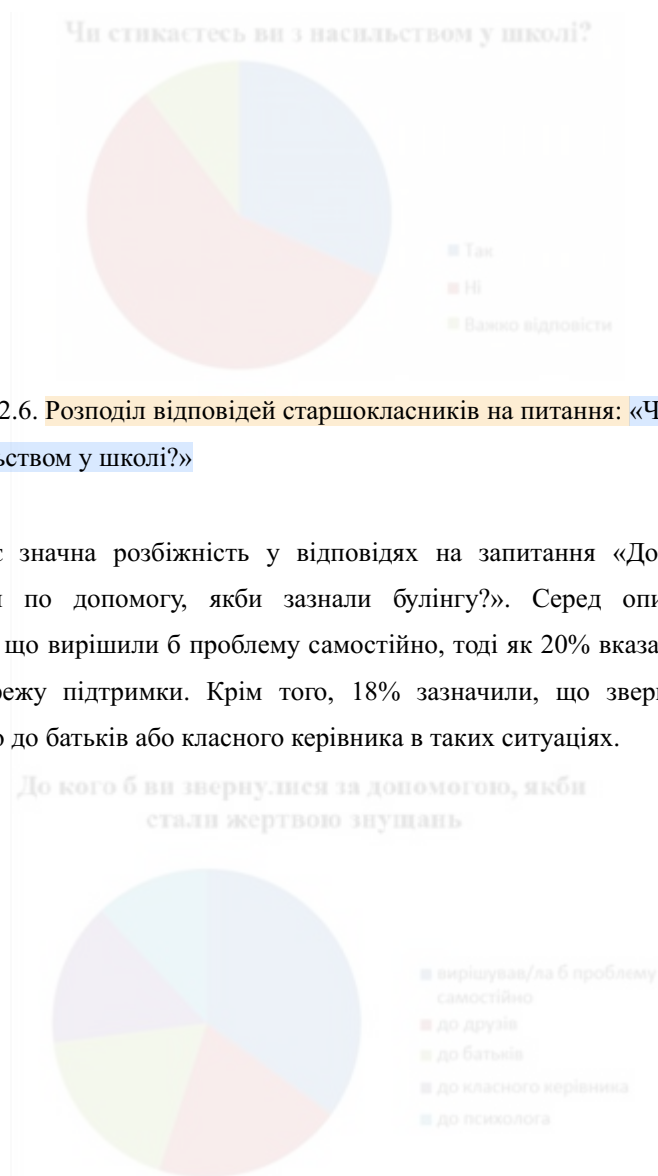 Чи стикаєтесь ви з насильством у школі?
Так
Ні
Важко відповісти
2.6. Розподіл відповідей старшокласників на питання: «Ч
ьством у школі?»
є значна розбіжність у відповідях на запитання «До
и по допомогу, якби зазнали булінгу?». Серед опи
що вирішили б проблему самостійно, тоді як 20% вказа
режу підтримки. Крім того, 18% зазначили, що звер
о до батьків або класного керівника в таких ситуаціях.
До кого б ви звернулися за допомогою, якби
стали жертвою знущань
вирішував/ла б проблему
самостійно
до друзів
до батьків
до класного керівника
до психолога